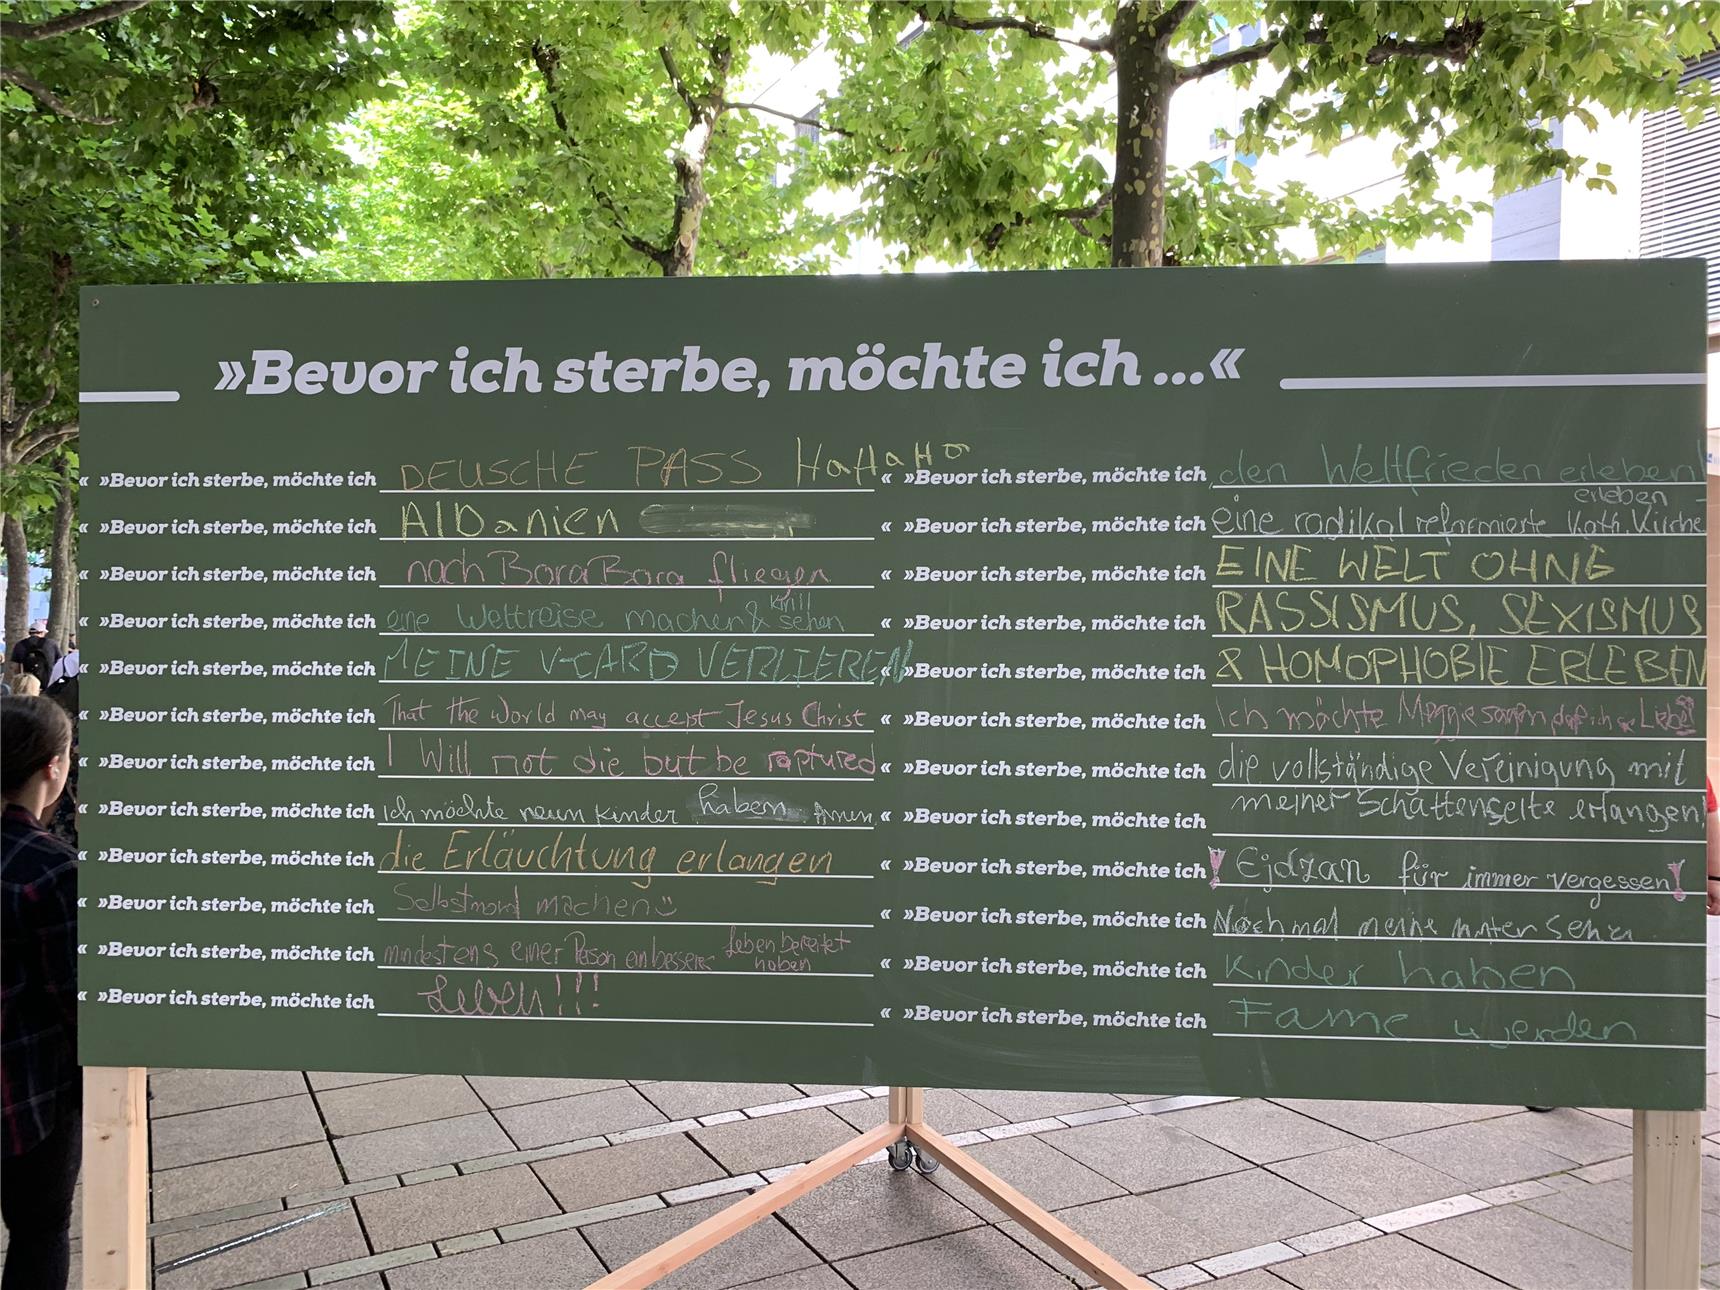 »Bevor ich sterbe, möchte ich ...«
« »Bevor ich sterbe, möchte ich DEUSCHE PASS HaHaHa
« »Bevor ich sterbe, möchte ich AlBanien
« »Bevor ich sterbe, möchte ich nach Bora Bora fliegen
« »Bevor ich sterbe, möchte ich eine Weltreise machen & Krill sehen
« »Bevor ich sterbe, möchte ich MEINE V-CARD VERLIEREN
« »Bevor ich sterbe, möchte ich That the world may accept Jesus Christ
« »Bevor ich sterbe, möchte ich I Will not die but be raptured
« »Bevor ich sterbe, möchte ich ich möchte neun Kinder haben
« »Bevor ich sterbe, möchte ich die Erläuchtung erlangen
« »Bevor ich sterbe, möchte ich Selbstmord machen
« »Bevor ich sterbe, möchte ich mindestens einer Person ein besseres Leben bereitet haben
« »Bevor ich sterbe, möchte ich Leben!!!
« »Bevor ich sterbe, möchte ich den Weltfrieden erleben!
« »Bevor ich sterbe, möchte ich eine radikal reformierte Kath. Kirche erleben
« »Bevor ich sterbe, möchte ich EINE WELT OHNE
« »Bevor ich sterbe, möchte ich RASSISMUS, SEXISMUS
« »Bevor ich sterbe, möchte ich & HOMOPHOBIE ERLEBEN
« »Bevor ich sterbe, möchte ich Ich möchte Meggie sagen daß ich Liebe
« »Bevor ich sterbe, möchte ich die vollständige Vereinigung mit
« »Bevor ich sterbe, möchte ich meiner Schattenseite erlangen!
« »Bevor ich sterbe, möchte ich ! Ejdzan für immer vergessen!
« »Bevor ich sterbe, möchte ich Noch mal meine
« »Bevor ich sterbe, möchte ich Kinder haben
« »Bevor ich sterbe, möchte ich Fame werden